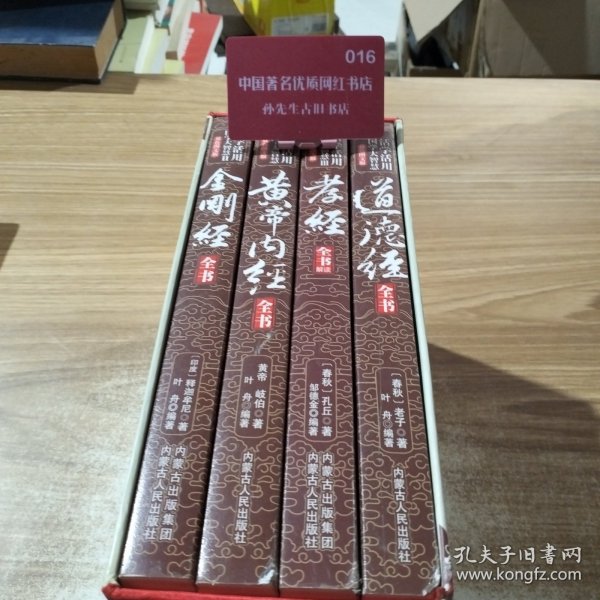 016
中国著名优质网红书店
孙先生古旧书店
金刚經
全书
[印度] 释迦牟尼◎著
叶舟◎编著
内蒙古出版集团
内蒙古人民出版社
黄帝内經
全书
黄帝 岐伯◎著
叶舟◎编著
内蒙古人民出版社
孝經
全书
解读
[春秋] 孔丘◎著
邹德金◎编著
内蒙古出版集团
内蒙古人民出版社
道德經
全书
[春秋] 老子◎著
叶舟◎编著
内蒙古人民出版社
孔夫子旧書网
www.kongfz.com